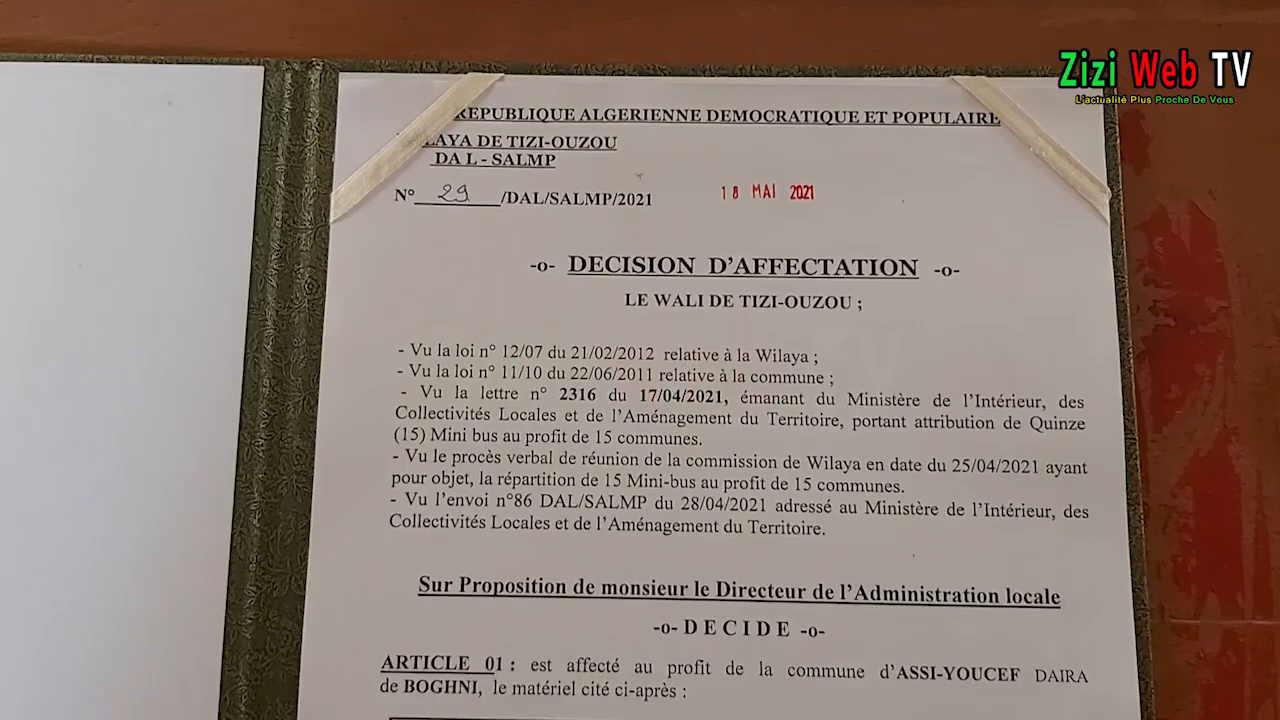 Zizi Web TV
L'actualité Plus Proche De Vous
REPUBLIQUE ALGERIENNE DEMOCRATIQUE ET POPULAIRE
LAYA DE TIZI-OUZOU
DA L - SALMP
N° 29 /DAL/SALMP/2021
18 MAI 2021
-o- DECISION D'AFFECTATION -o-
LE WALI DE TIZI-OUZOU ;
- Vu la loi n° 12/07 du 21/02/2012 relative à la Wilaya ;
- Vu la loi n° 11/10 du 22/06/2011 relative à la commune ;
- Vu la lettre n° 2316 du 17/04/2021, émanant du Ministère de l'Intérieur, des
Collectivités Locales et de l'Aménagement du Territoire, portant attribution de Quinze
(15) Mini bus au profit de 15 communes.
- Vu le procès verbal de réunion de la commission de Wilaya en date du 25/04/2021 ayant
pour objet, la répartition de 15 Mini-bus au profit de 15 communes.
- Vu l'envoi n°86 DAL/SALMP du 28/04/2021 adressé au Ministère de l'Intérieur, des
Collectivités Locales et de l'Aménagement du Territoire.
Sur Proposition de monsieur le Directeur de l'Administration locale
-o- D E C I D E -o-
ARTICLE 01 : est affecté au profit de la commune d'ASSI-YOUCEF DAIRA
de BOGHNI, le matériel cité ci-après :